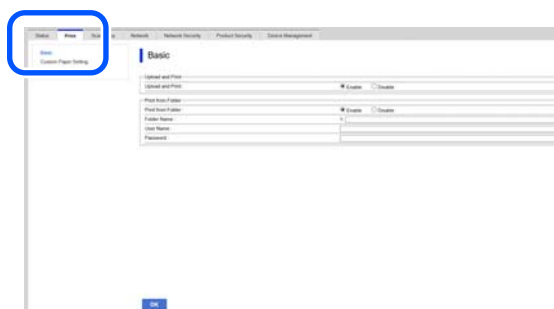 Status Print Network Network Security Product Security Device Management
Basic
Custom Paper Setting
Basic
Upload and Print
Upload and Print Enable Disable
Print from Folder
Print from Folder Enable Disable
Folder Name
User Name
Password
OK